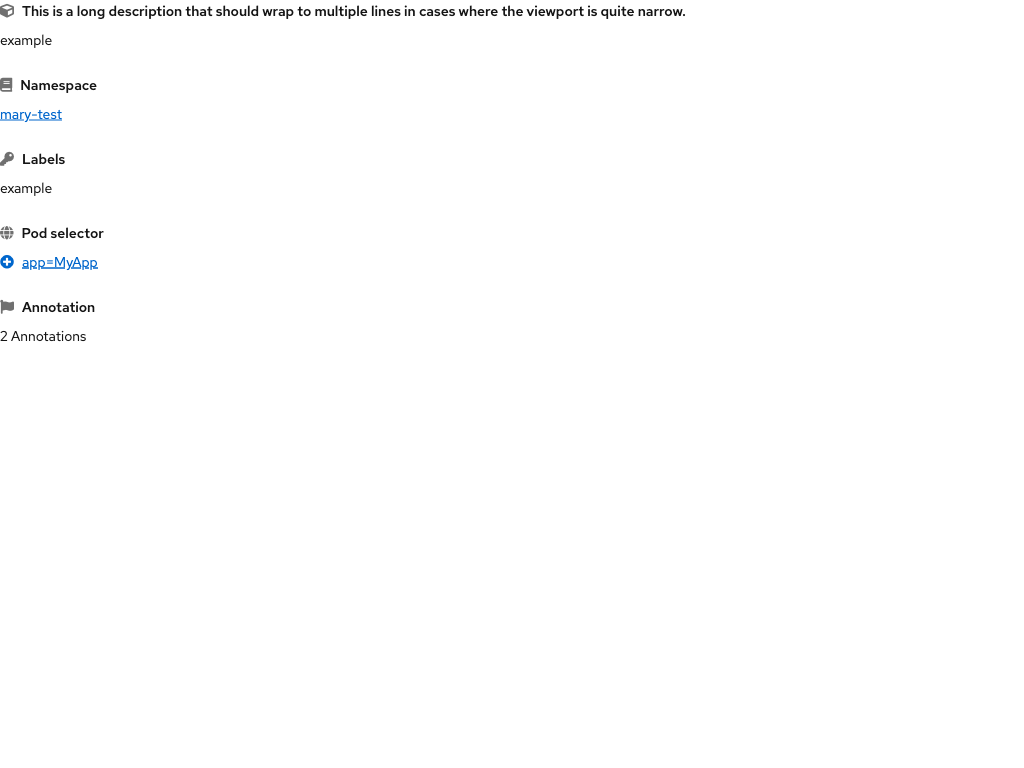 This is a long description that should wrap to multiple lines in cases where the viewport is quite narrow.
example
Namespace
mary-test
Labels
example
Pod selector
app=MyApp
Annotation
2 Annotations